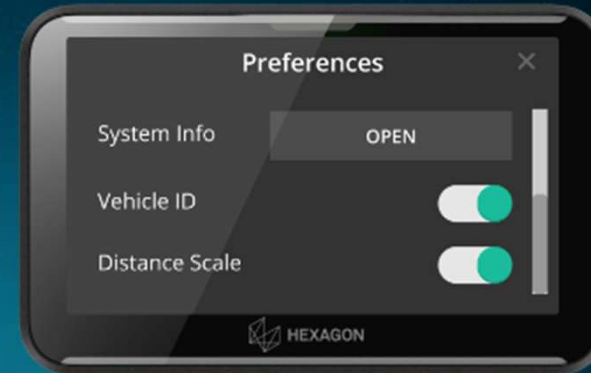 Preferences
System Info
OPEN
Vehicle ID
Distance Scale
HEXAGON